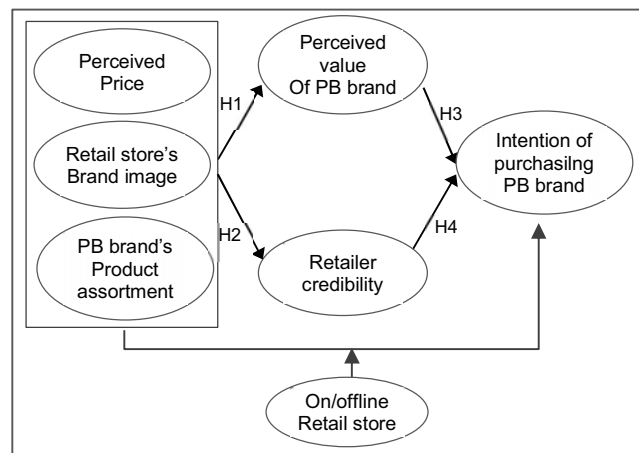 Perceived
Price
Retail store's
Brand image
PB brand's
Product
assortment
H1
H2
Perceived
value
Of PB brand
Retailer
credibility
H3
H4
Intention of
purchasilng
PB brand
On/offline
Retail store